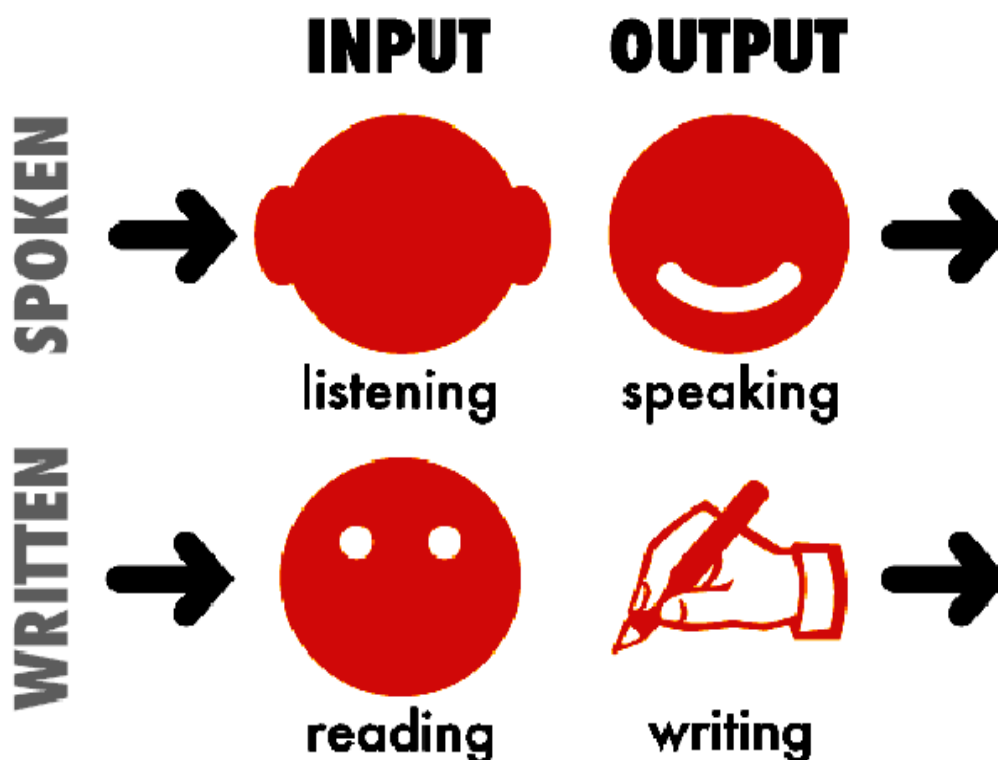 INPUT OUTPUT
SPOKEN
listening speaking
WRITTEN
reading writing